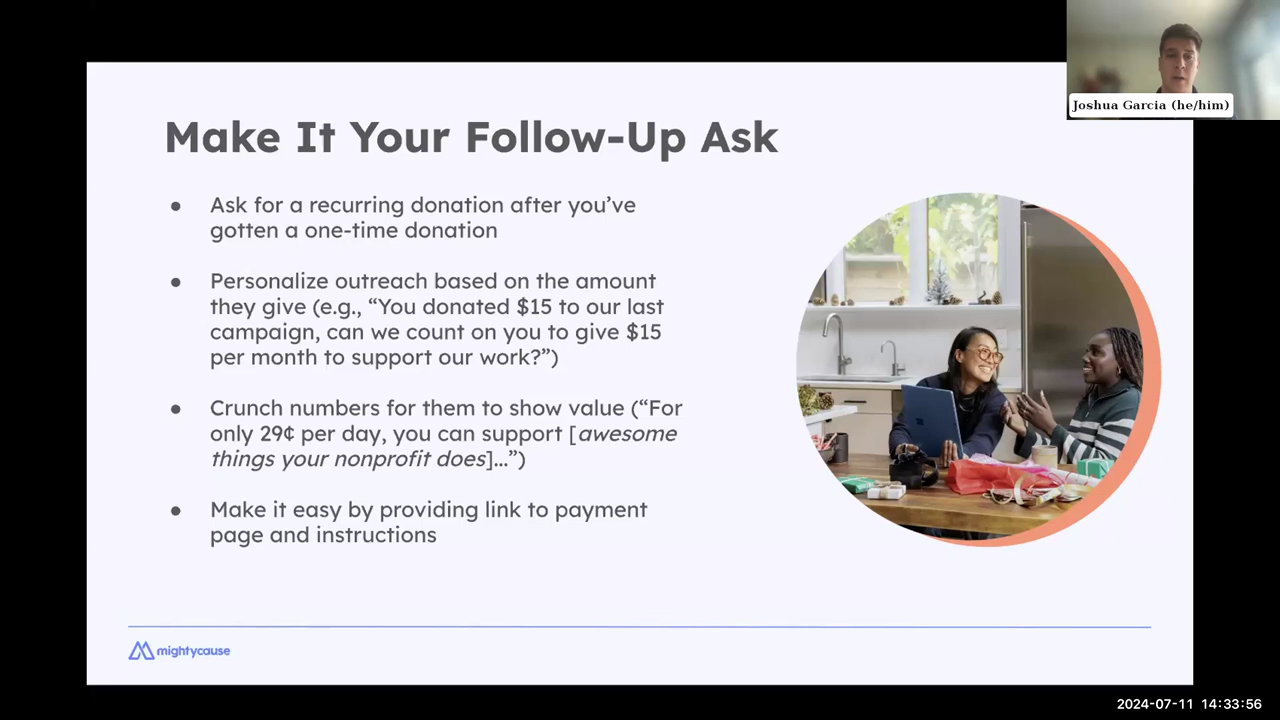 Joshua Garcia (he/him)
Make It Your Follow-Up Ask
● Ask for a recurring donation after you’ve
gotten a one-time donation
● Personalize outreach based on the amount
they give (e.g., “You donated $15 to our last
campaign, can we count on you to give $15
per month to support our work?”)
● Crunch numbers for them to show value (“For
only 29¢ per day, you can support [awesome
things your nonprofit does]...”)
● Make it easy by providing link to payment
page and instructions
mightycause
2024-07-11 14:33:56